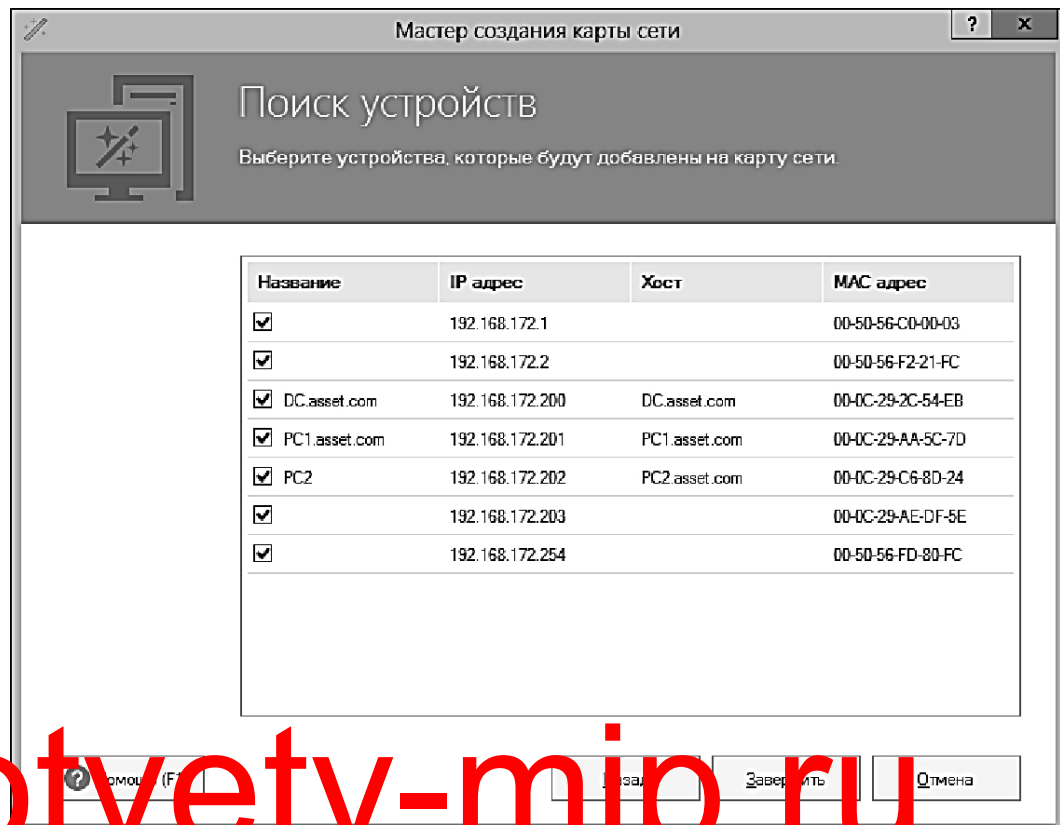 Мастер создания карты сети
? x
Поиск устройств
Выберите устройства, которые будут добавлены на карту сети.
Название IP адрес Хост MAC адрес
192.168.172.1 00-50-56-C0-00-03
192.168.172.2 00-50-56-F2-21-FC
DC.asset.com 192.168.172.200 DC.asset.com 00-0C-29-2C-54-EB
PC1.asset.com 192.168.172.201 PC1.asset.com 00-0C-29-AA-5C-7D
PC2 192.168.172.202 PC2.asset.com 00-0C-29-C6-8D-24
192.168.172.203 00-0C-29-AE-DF-5E
192.168.172.254 00-50-56-FD-80-FC
? Помощь (F1) Назад Завершить Отмена
otvety-mip.ru